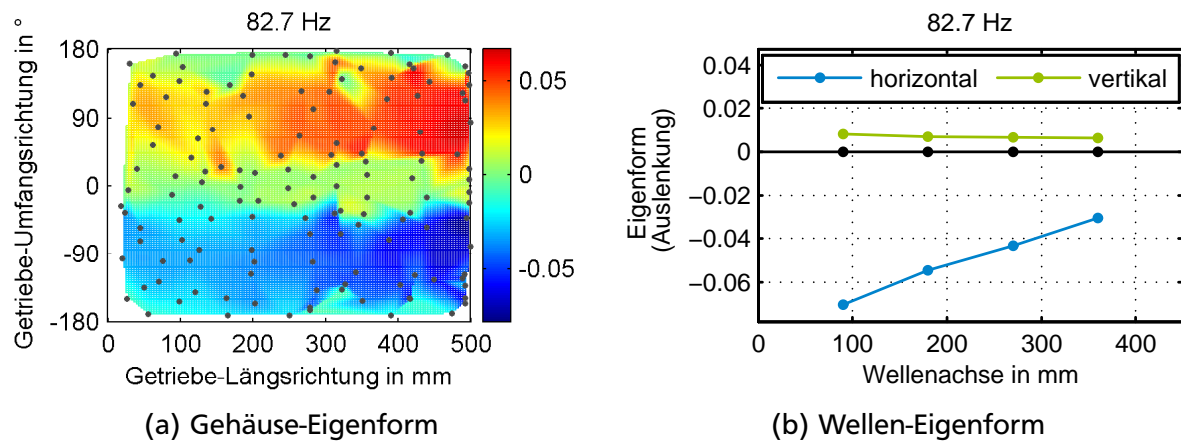 82.7 Hz
Getriebe-Umfangsrichtung in °
180
90
0
-90
-180
0 100 200 300 400 500
Getriebe-Längsrichtung in mm
0.05
0
-0.05
(a) Gehäuse-Eigenform
82.7 Hz
Eigenform
(Auslenkung)
0.04
0.02
0
−0.02
−0.04
−0.06
horizontal vertikal
0 100 200 300 400
Wellenachse in mm
(b) Wellen-Eigenform